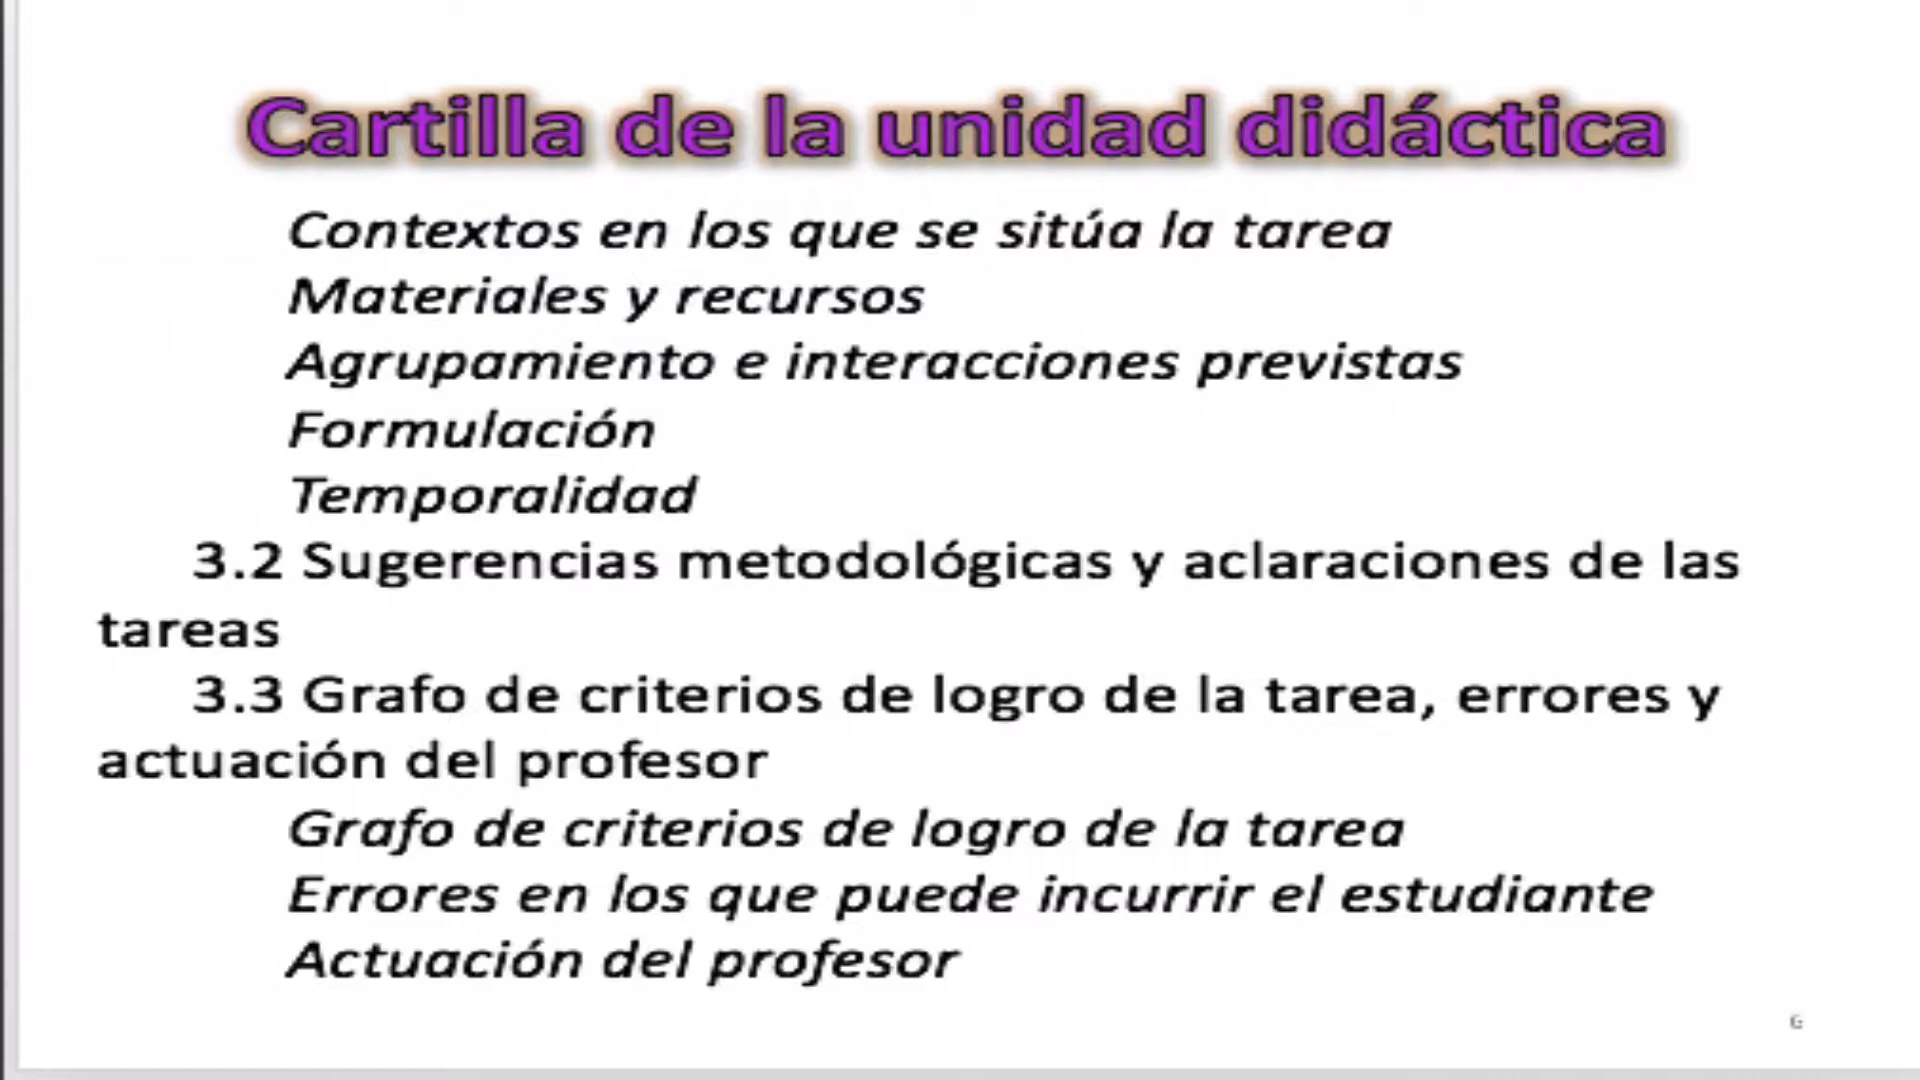 Cartilla de la unidad didáctica
Contextos en los que se sitúa la tarea
Materiales y recursos
Agrupamiento e interacciones previstas
Formulación
Temporalidad
3.2 Sugerencias metodológicas y aclaraciones de las
tareas
3.3 Grafo de criterios de logro de la tarea, errores y
actuación del profesor
Grafo de criterios de logro de la tarea
Errores en los que puede incurrir el estudiante
Actuación del profesor